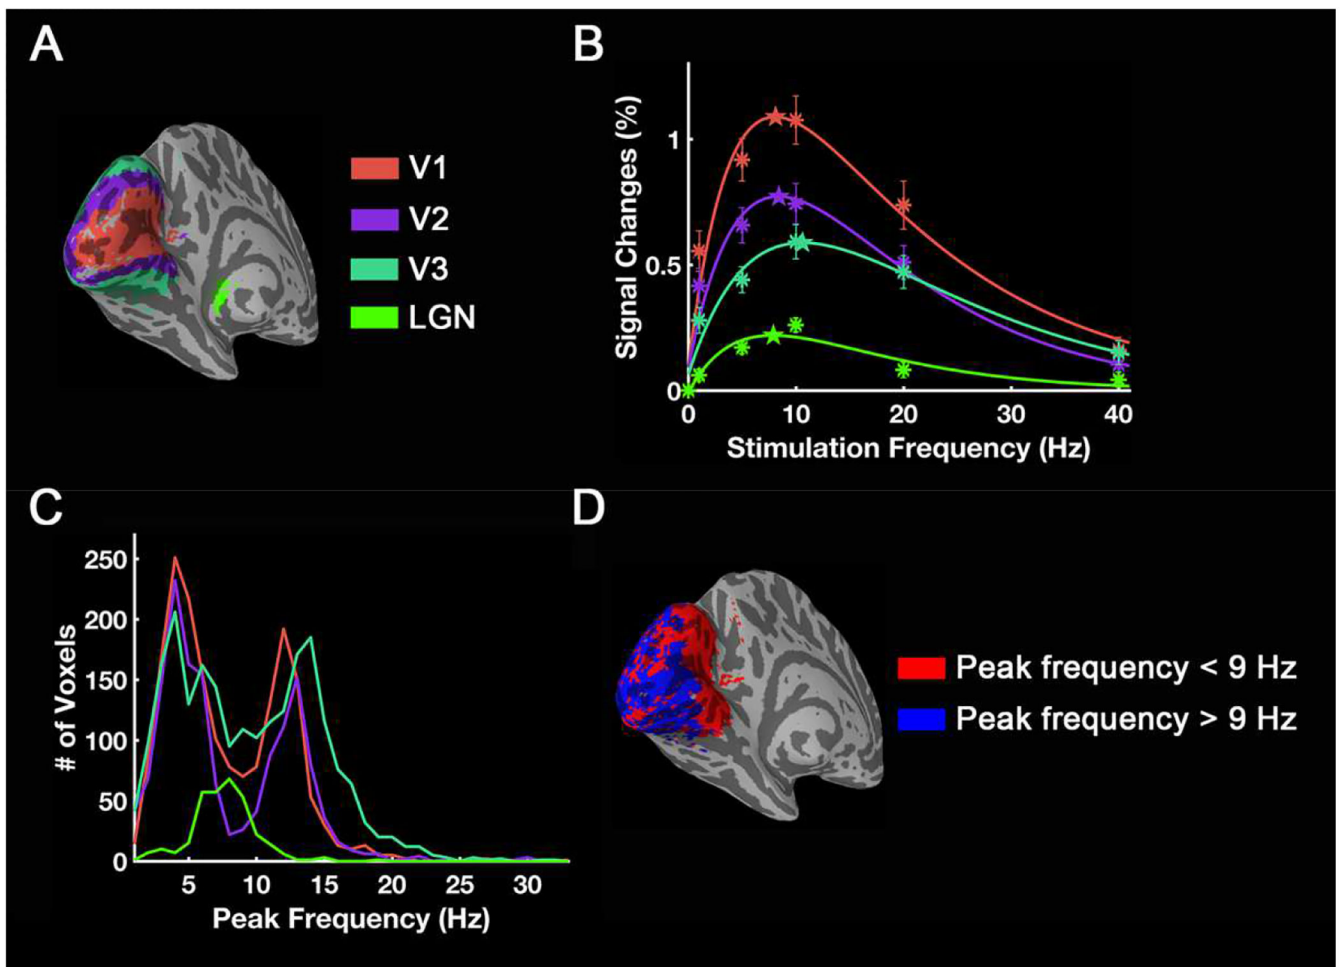 A
V1
V2
V3
LGN
B
Signal Changes (%)
1
0.5
0
0 10 20 30 40
Stimulation Frequency (Hz)
C
# of Voxels
250
200
150
100
50
0
5 10 15 20 25 30
Peak Frequency (Hz)
D
Peak frequency < 9 Hz
Peak frequency > 9 Hz